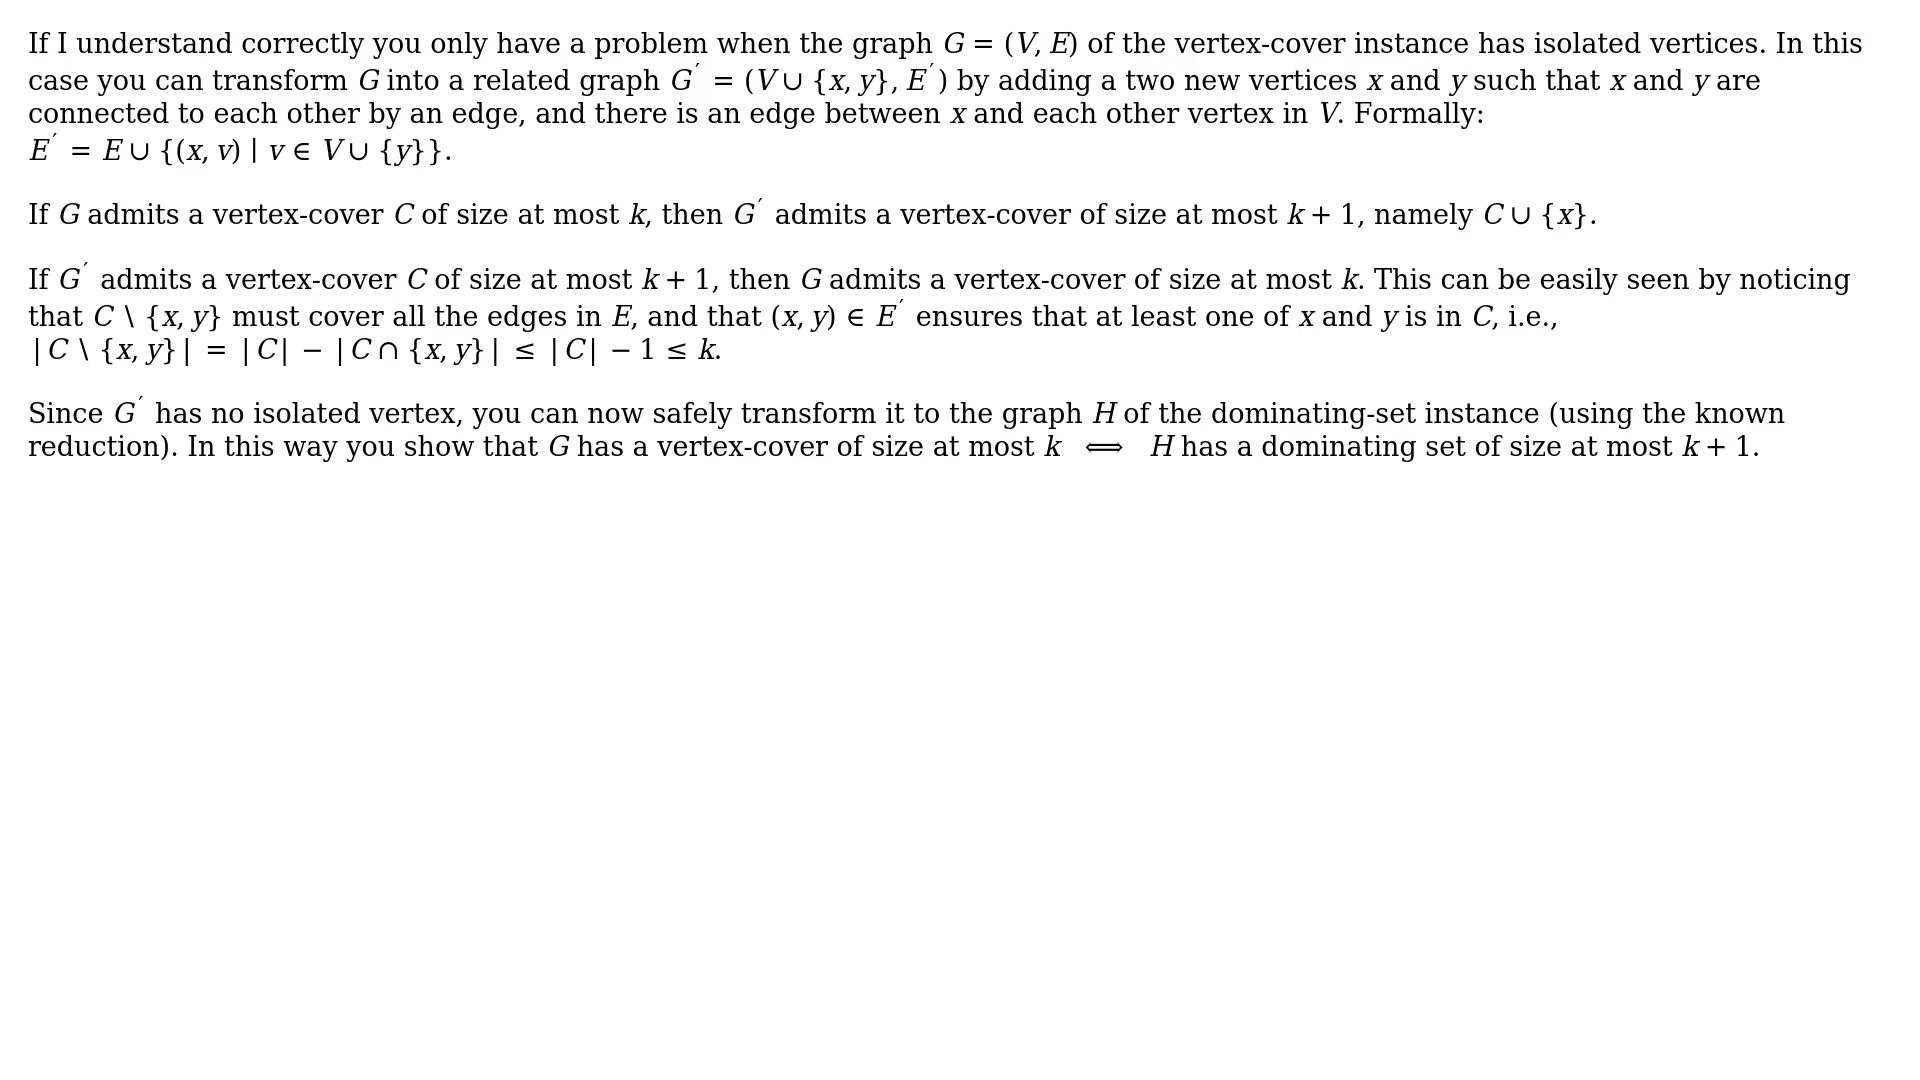 If I understand correctly you only have a problem when the graph G = (V, E) of the vertex-cover instance has isolated vertices. In this
case you can transform G into a related graph G′ = (V ∪ {x, y}, E′) by adding a two new vertices x and y such that x and y are
connected to each other by an edge, and there is an edge between x and each other vertex in V. Formally:
E′ = E ∪ {(x, v) ∣ v ∈ V ∪ {y}}.
If G admits a vertex-cover C of size at most k, then G′ admits a vertex-cover of size at most k + 1, namely C ∪ {x}.
If G′ admits a vertex-cover C of size at most k + 1, then G admits a vertex-cover of size at most k. This can be easily seen by noticing
that C \ {x, y} must cover all the edges in E, and that (x, y) ∈ E′ ensures that at least one of x and y is in C, i.e.,
|C \ {x, y}| = |C| − |C ∩ {x, y}| ≤ |C| − 1 ≤ k.
Since G′ has no isolated vertex, you can now safely transform it to the graph H of the dominating-set instance (using the known
reduction). In this way you show that G has a vertex-cover of size at most k ⟺ H has a dominating set of size at most k + 1.